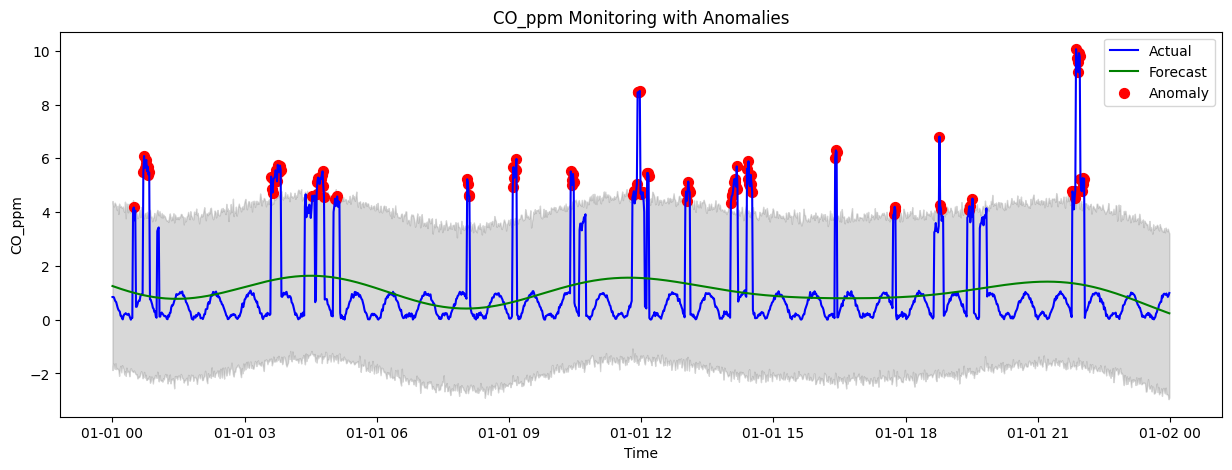 CO_ppm Monitoring with Anomalies
Actual
Forecast
Anomaly
CO_ppm
10
8
6
4
2
0
−2
01-01 00
01-01 03
01-01 06
01-01 09
01-01 12
01-01 15
01-01 18
01-01 21
01-02 00
Time